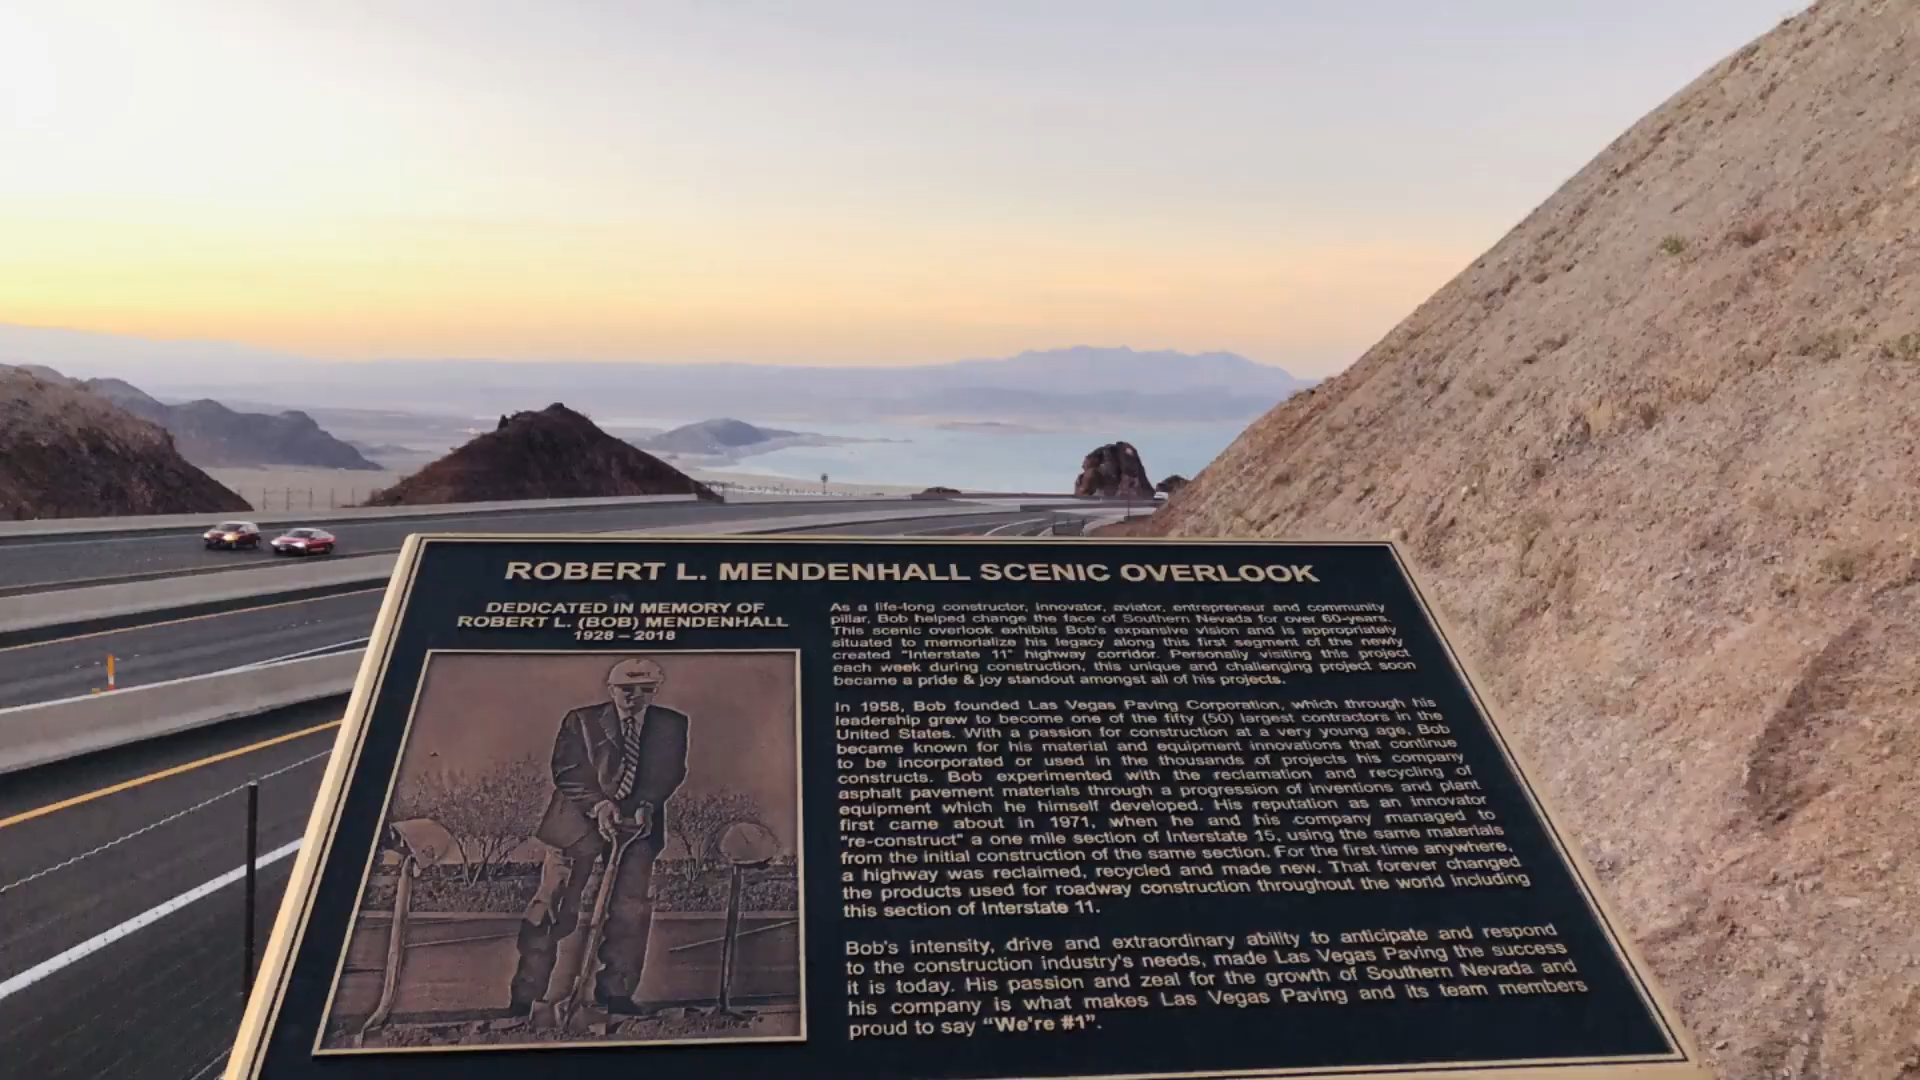 ROBERT L. MENDENHALL SCENIC OVERLOOK
DEDICATED IN MEMORY OF
ROBERT L. (BOB) MENDENHALL
1928 – 2018
As a life-long constructor, innovator, aviator, entrepreneur and community
pillar, Bob helped change the face of Southern Nevada for over 60-years.
This scenic overlook exhibits Bob's expansive vision and is appropriately
situated to memorialize his legacy along this first segment of the newly
created "Interstate 11" highway corridor. Personally visiting this project
each week during construction, this unique and challenging project soon
became a pride & joy standout amongst all of his projects.
In 1958, Bob founded Las Vegas Paving Corporation, which through his
leadership grew to become one of the fifty (50) largest contractors in the
United States. With a passion for construction at a very young age, Bob
became known for his material and equipment innovations that continue
to be incorporated or used in the thousands of projects his company
constructs. Bob experimented with the reclamation and recycling of
asphalt pavement materials through a progression of inventions and plant
equipment which he himself developed. His reputation as an innovator
first came about in 1971, when he and his company managed to
"re-construct" a one mile section of Interstate 15, using the same materials
from the initial construction of the same section. For the first time anywhere,
a highway was reclaimed, recycled and made new. That forever changed
the products used for roadway construction throughout the world including
this section of Interstate 11.
Bob's intensity, drive and extraordinary ability to anticipate and respond
to the construction industry's needs, made Las Vegas Paving the success
it is today. His passion and zeal for the growth of Southern Nevada and
his company is what makes Las Vegas Paving and its team members
proud to say “We're #1”.